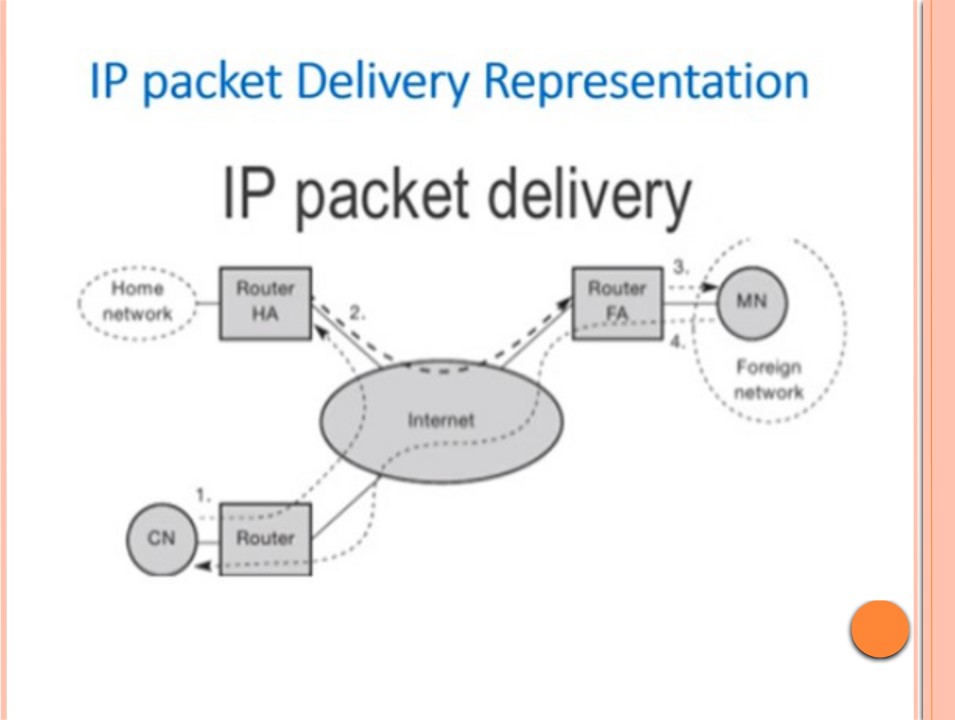 IP packet Delivery Representation
IP packet delivery
Home
network
Router
HA
2.
Router
FA
3.
MN
4.
Foreign
network
Internet
1.
CN
Router